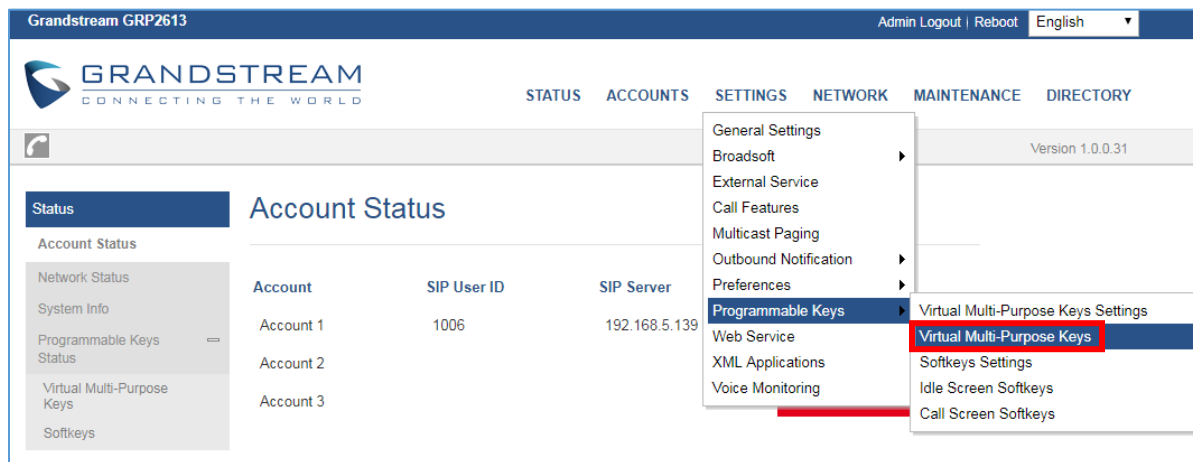 Grandstream GRP2613
Admin Logout | Reboot English
GRANDSTREAM
CONNECTING THE WORLD
STATUS ACCOUNTS SETTINGS NETWORK MAINTENANCE DIRECTORY
Version 1.0.0.31
General Settings
Broadsoft
External Service
Call Features
Multicast Paging
Outbound Notification
Preferences
Programmable Keys
Web Service
XML Applications
Voice Monitoring
Virtual Multi-Purpose Keys Settings
Virtual Multi-Purpose Keys
Softkeys Settings
Idle Screen Softkeys
Call Screen Softkeys
Status
Account Status
Network Status
System Info
Programmable Keys
Status
Virtual Multi-Purpose
Keys
Softkeys
Account Status
Account SIP User ID SIP Server
Account 1 1006 192.168.5.139
Account 2
Account 3